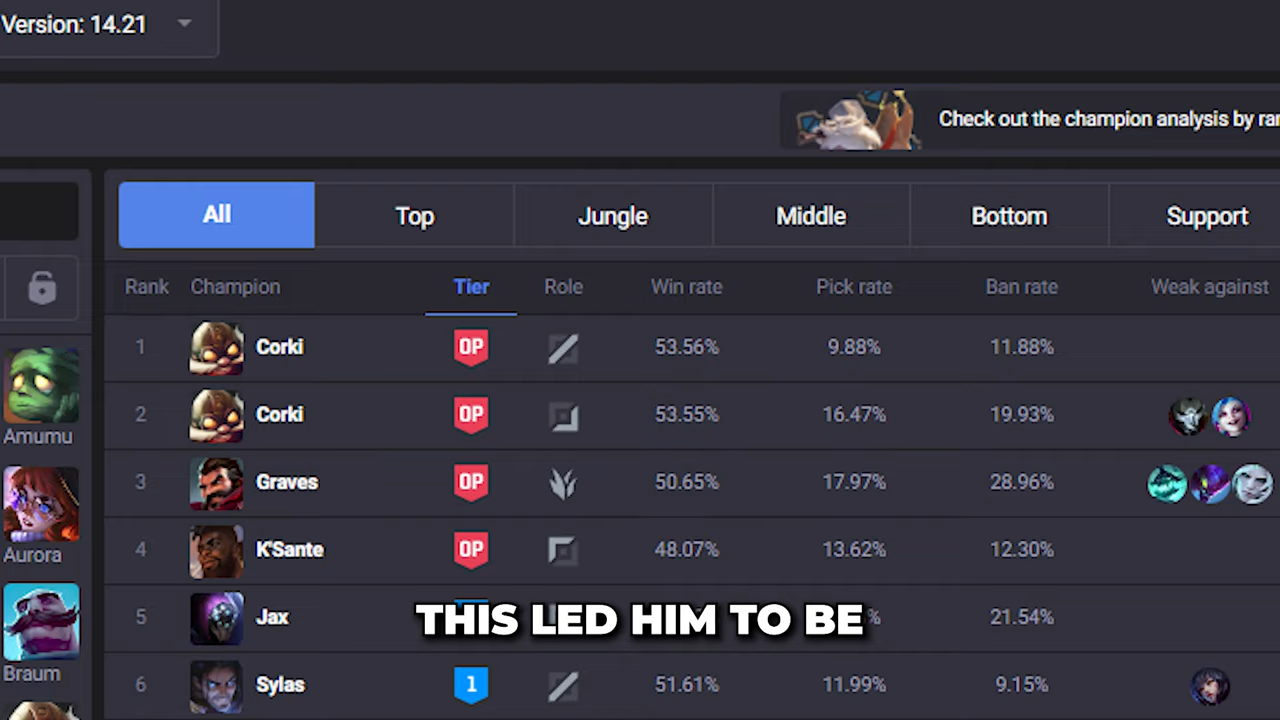 Version: 14.21
Check out the champion analysis by
All Top Jungle Middle Bottom Support
Rank Champion Tier Role Win rate Pick rate Ban rate Weak against
1 Corki OP 53.56% 9.88% 11.88%
2 Corki OP 53.55% 16.47% 19.93%
3 Graves OP 50.65% 17.97% 28.96%
4 K'Sante OP 48.07% 13.62% 12.30%
5 Jax % 21.54%
6 Sylas 1 51.61% 11.99% 9.15%
Amumu
Aurora
Braum
THIS LED HIM TO BE